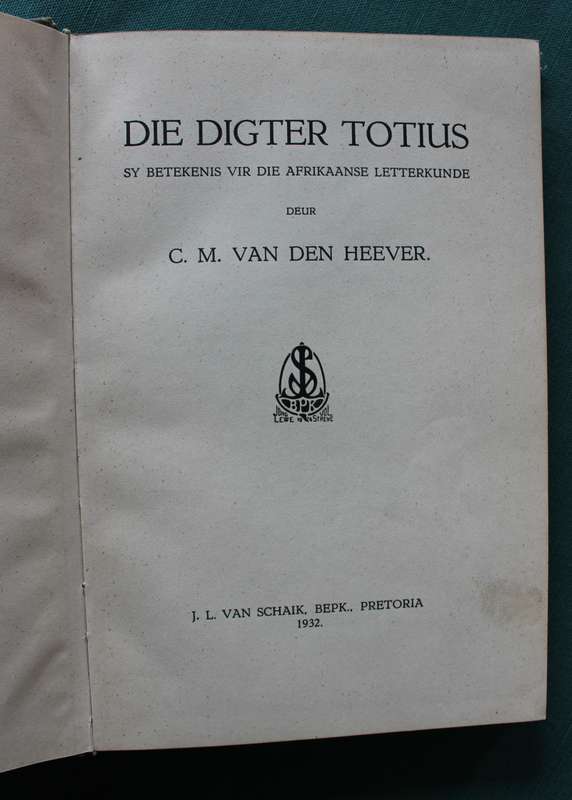 DIE DIGTER TOTIUS
SY BETEKENIS VIR DIE AFRIKAANSE LETTERKUNDE
DEUR
C. M. VAN DEN HEEVER.
BPK
J. L. VAN SCHAIK, BEPK., PRETORIA
1932.